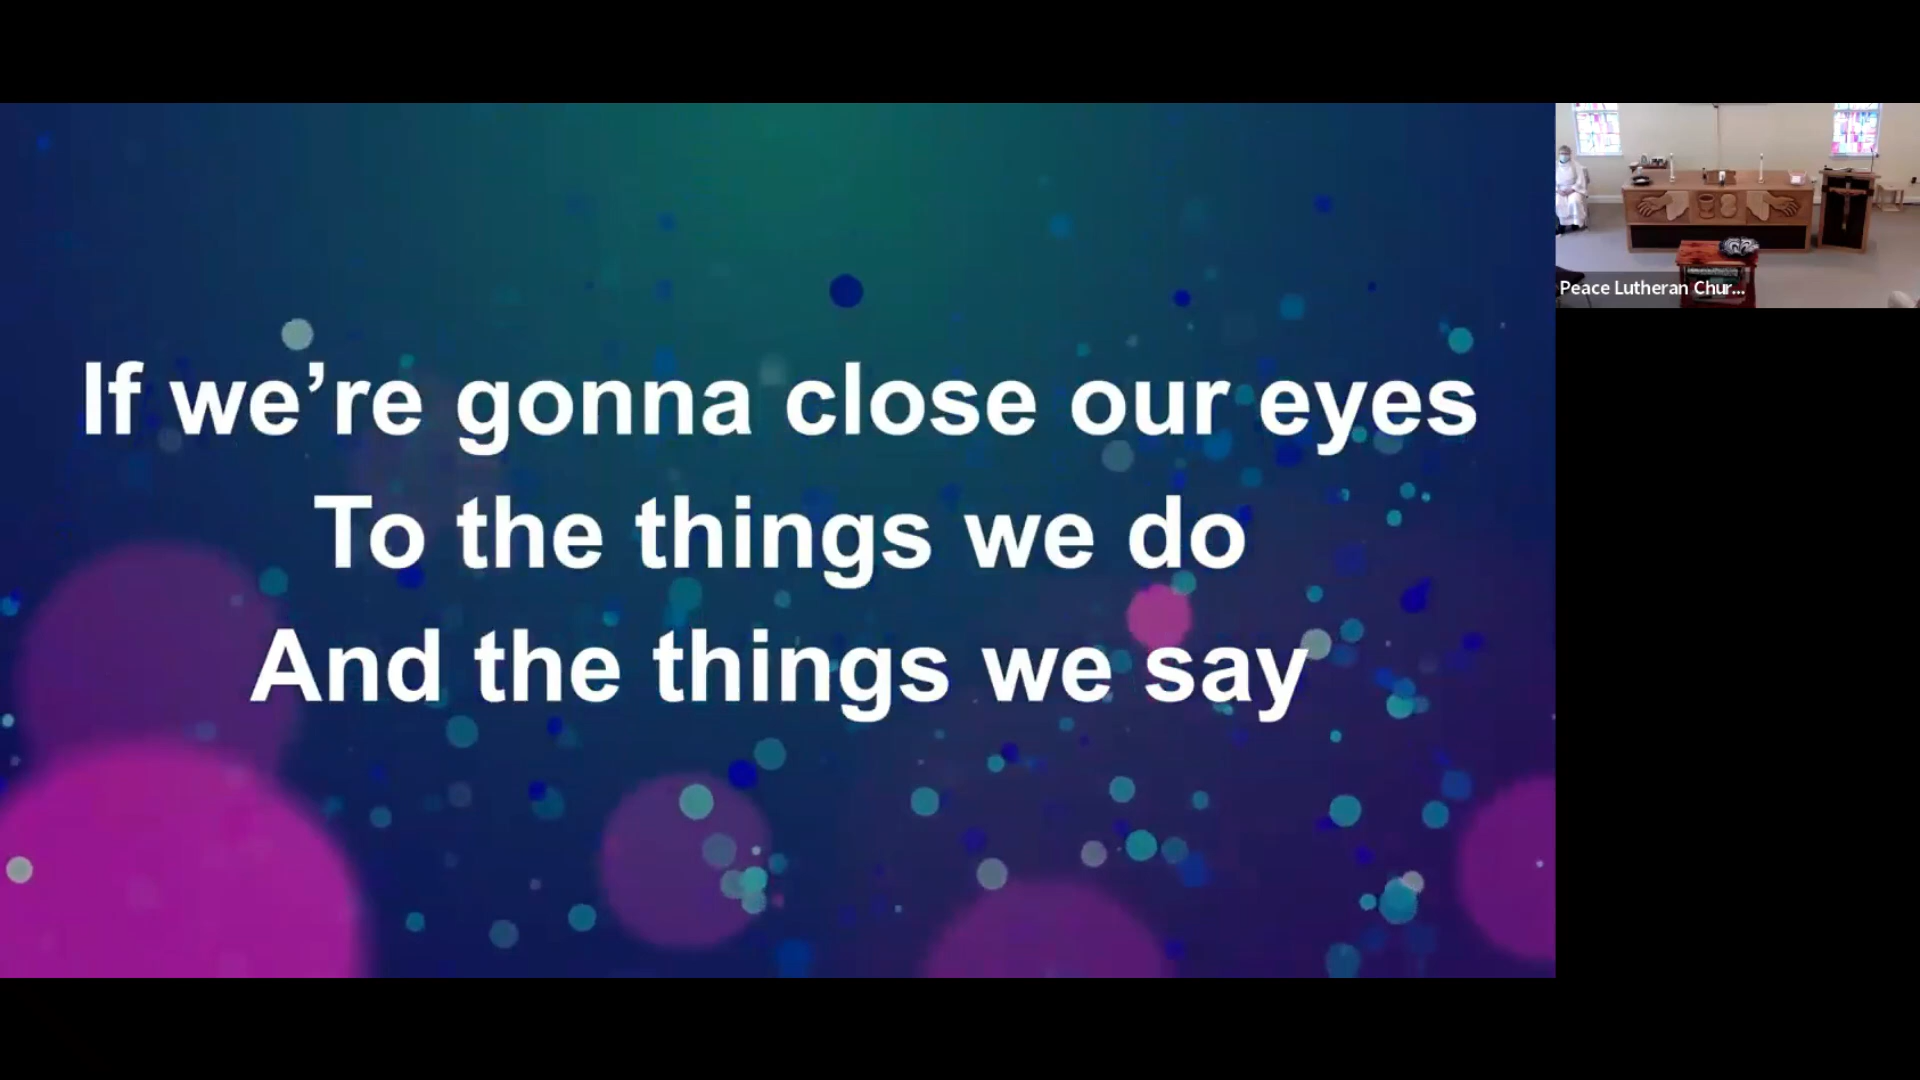 If we’re gonna close our eyes
To the things we do
And the things we say
Peace Lutheran Chur...